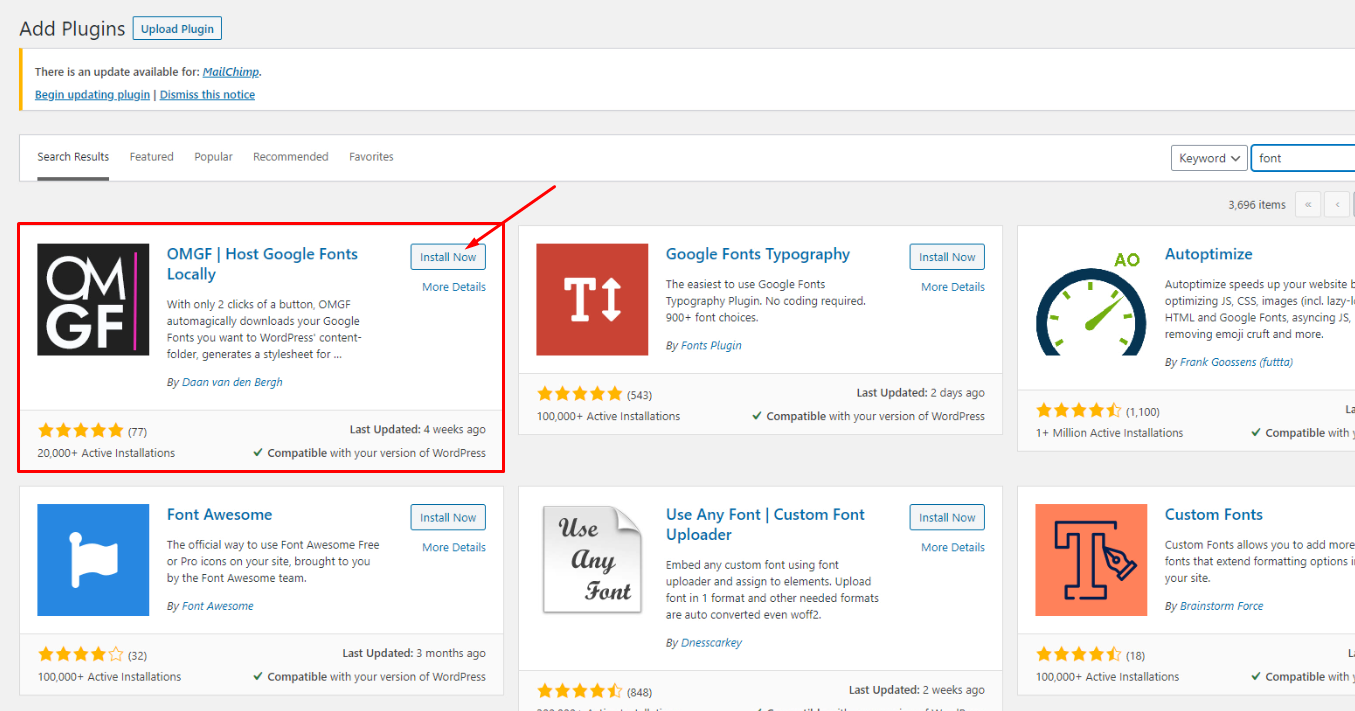 Add Plugins Upload Plugin
There is an update available for: MailChimp.
Begin updating plugin | Dismiss this notice
Search Results Featured Popular Recommended Favorites Keyword font
3,696 items « ‹
OMGF
OMGF | Host Google Fonts
Locally
Install Now
More Details
With only 2 clicks of a button, OMGF
automagically downloads your Google
Fonts you want to WordPress' content-
folder, generates a stylesheet for ...
By Daan van den Bergh
(77)
Last Updated: 4 weeks ago
20,000+ Active Installations
Compatible with your version of WordPress
T
Google Fonts Typography
Install Now
More Details
The easiest to use Google Fonts
Typography Plugin. No coding required.
900+ font choices.
By Fonts Plugin
(543)
Last Updated: 2 days ago
100,000+ Active Installations
Compatible with your version of WordPress
AO
Autoptimize
Autoptimize speeds up your website b
optimizing JS, CSS, images (incl. lazy-l
HTML and Google Fonts, asyncing JS,
removing emoji cruft and more.
By Frank Goossens (futtta)
(1,100)
1+ Million Active Installations
Compatible with
Font Awesome
Install Now
More Details
The official way to use Font Awesome Free
or Pro icons on your site, brought to you
by the Font Awesome team.
By Font Awesome
(32)
Last Updated: 3 months ago
100,000+ Active Installations
Compatible with your version of WordPress
Use
Any
Font
Use Any Font | Custom Font
Uploader
Install Now
More Details
Embed any custom font using font
uploader and assign to elements. Upload
font in 1 format and other needed formats
are auto converted even woff2.
By Dnesscarkey
(848)
Last Updated: 2 weeks ago
T
Custom Fonts
Custom Fonts allows you to add more
fonts that extend formatting options i
your site.
By Brainstorm Force
(18)
100,000+ Active Installations
Compatible with